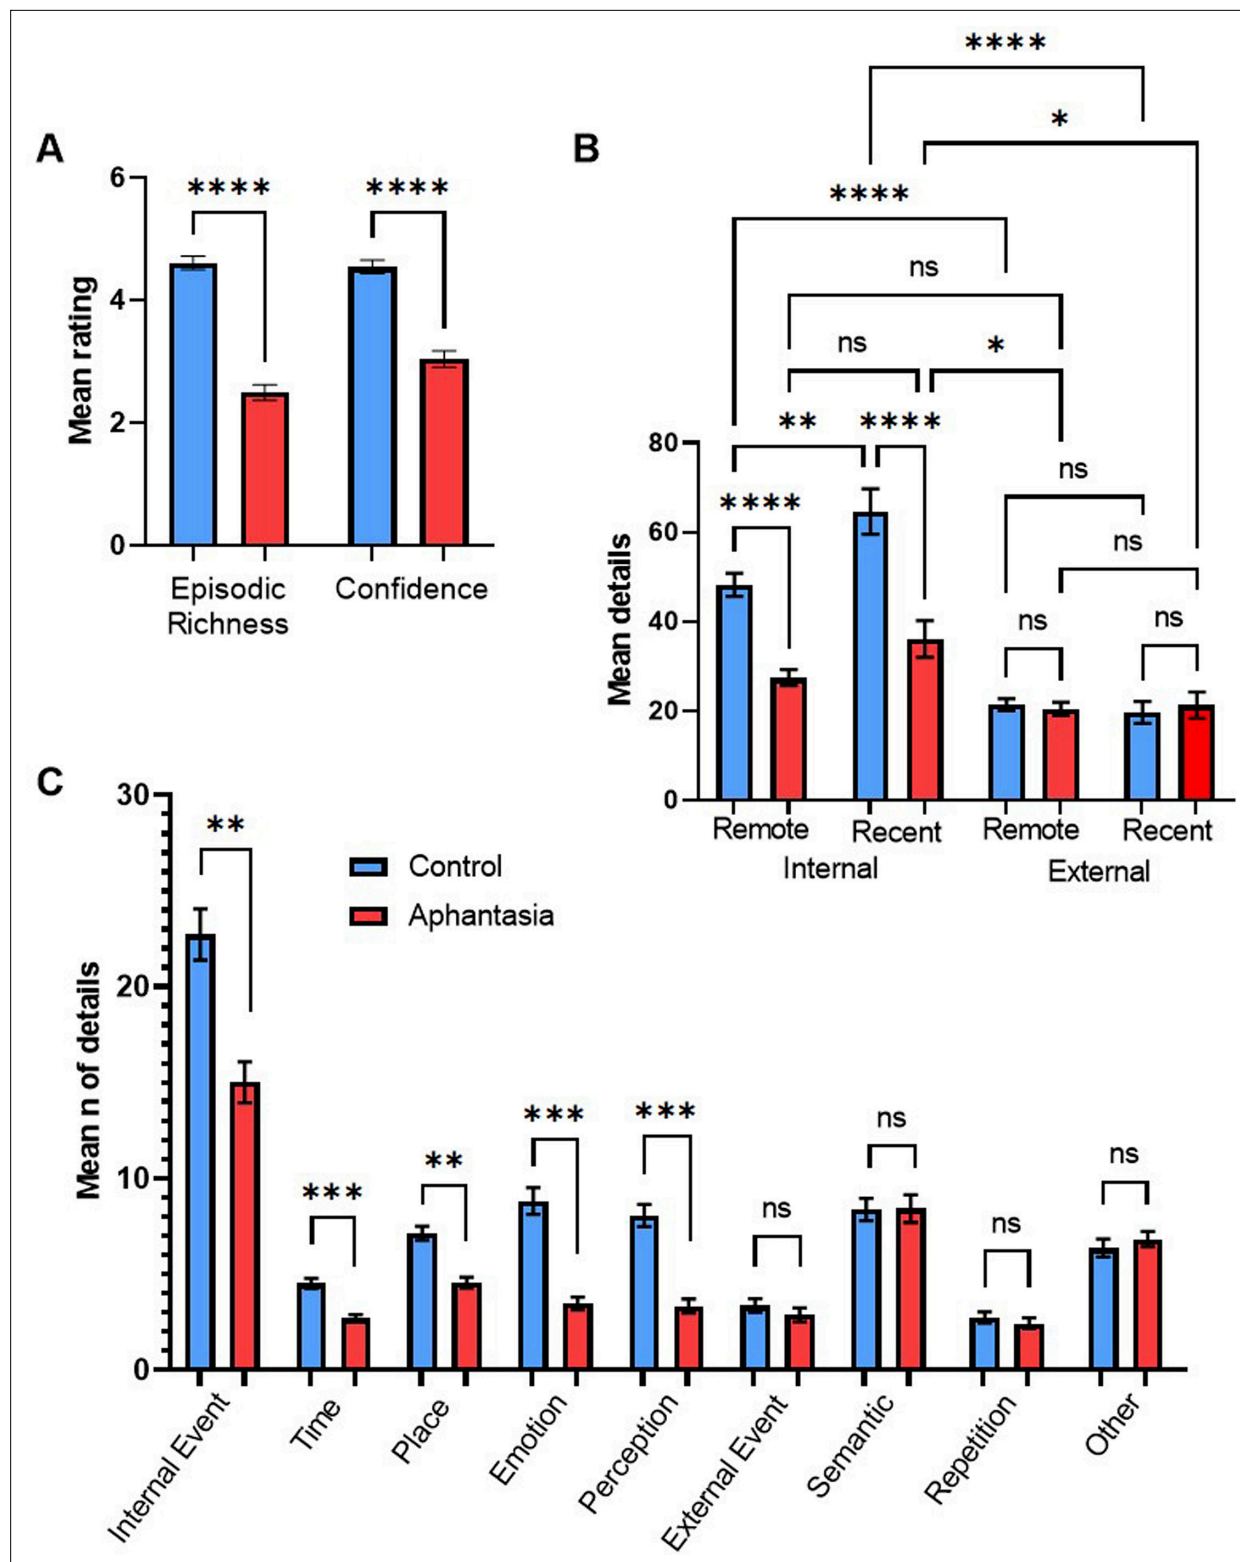 A
6
4
2
0
Mean rating
****
****
Episodic
Richness
Confidence
B
****
*
****
ns
ns
*
**
****
****
ns
ns
ns
ns
80
60
40
20
0
Mean details
Remote
Recent
Remote
Recent
Internal
External
C
30
20
10
0
Mean n of details
Control
Aphantasia
**
***
**
***
***
ns
ns
ns
ns
Internal Event
Time
Place
Emotion
Perception
External Event
Semantic
Repetition
Other